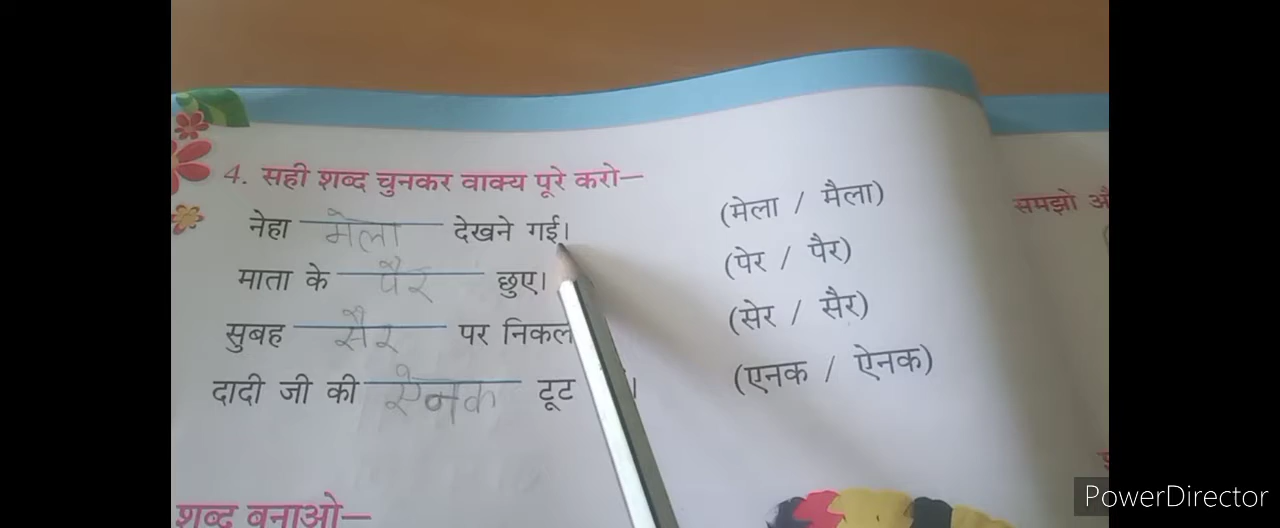 4. सही शब्द चुनकर वाक्य पूरे करो—
नेहा मेला देखने गई। (मेला / मैला)
माता के पैर छुए। (पेर / पैर)
सुबह सैर पर निकल (सेर / सैर)
दादी जी की ऐनक टूट (एनक / ऐनक)
शब्द बनाओ—
समझो
PowerDirector